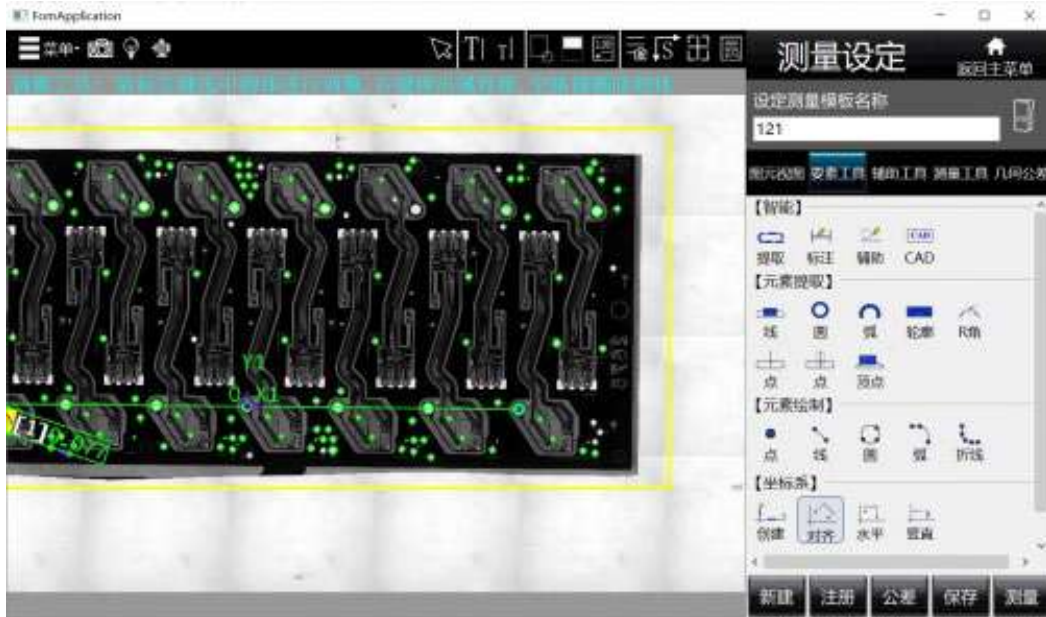 FomApplication
菜单
测量设定
返回主菜单
设定测量模板名称
121
图元视图 要素工具 辅助工具 测量工具 几何公差
【智能】
提取 标注 辅助 CAD
【元素提取】
线 圆 弧 轮廓 R角
点 点 顶点
【元素绘制】
点 线 圆 弧 折线
【坐标系】
创建 对齐 水平 竖直
新建 注册 公差 保存 测量